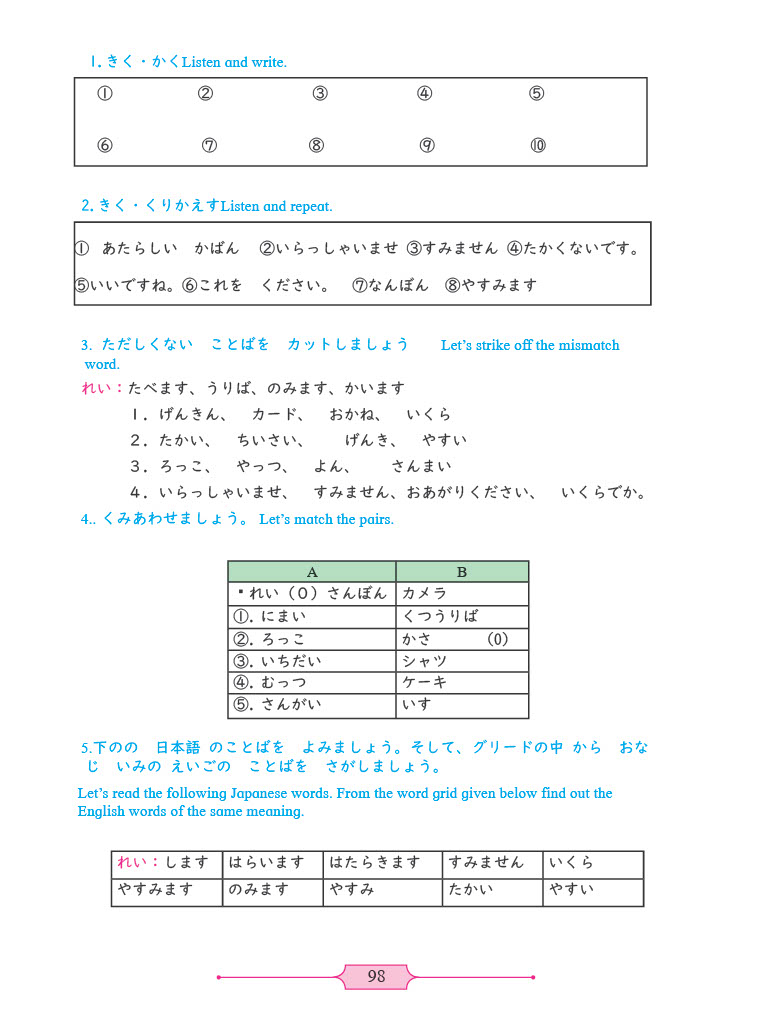 1. きく・かくListen and write.
① ② ③ ④ ⑤
⑥ ⑦ ⑧ ⑨ ⑩
2. きく・くりかえすListen and repeat.
① あたらしい かばん ②いらっしゃいませ ③すみません ④たかくないです。
⑤いいですね。⑥これを ください。 ⑦なんぼん ⑧やすみます
3. ただしくない ことばを カットしましょう Let's strike off the mismatch
word.
れい：たべます、うりば、のみます、かいます
1．げんきん、 カード、 おかね、 いくら
2．たかい、 ちいさい、 げんき、 やすい
3．ろっこ、 やっつ、 よん、 さんまい
4．いらっしゃいませ、 すみません、おあがりください、 いくらでか。
4.. くみあわせましょう。 Let's match the pairs.
A B
▪れい（0）さんぼん カメラ
①. にまい くつうりば
②. ろっこ かさ （0）
③. いちだい シャツ
④. むっつ ケーキ
⑤. さんがい いす
5.下のの 日本語 のことばを よみましょう。そして、グリードの中 から おな
じ いみの えいごの ことばを さがしましょう。
Let's read the following Japanese words. From the word grid given below find out the
English words of the same meaning.
れい：します はらいます はたらきます すみません いくら
やすみます のみます やすみ たかい やすい
98